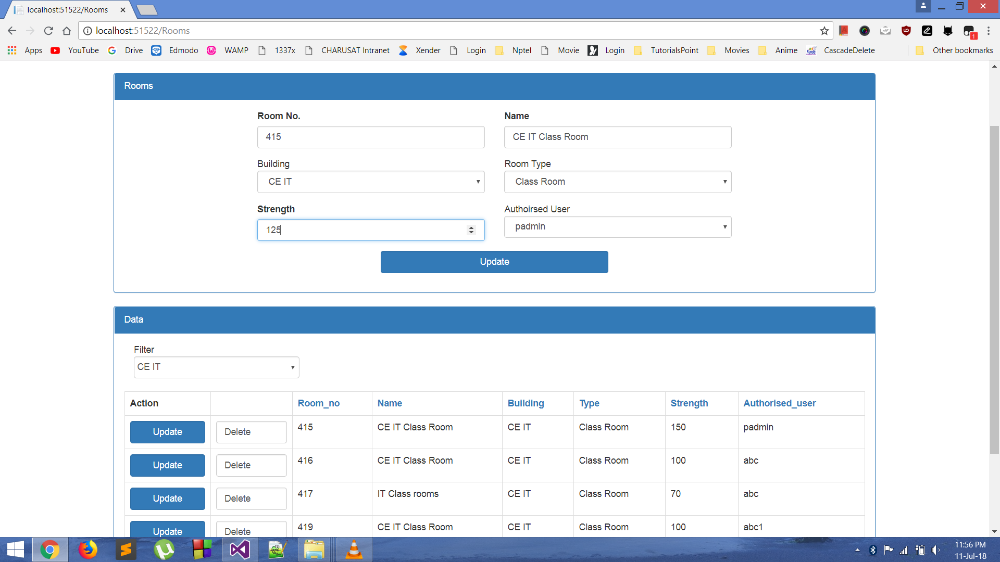 localhost:51522/Rooms
localhost:51522/Rooms
Apps YouTube Drive Edmodo WAMP 1337x CHARUSAT Intranet Xender Login Nptel Movie Login TutorialsPoint Movies Anime CascadeDelete Other bookmarks
1
Rooms
Room No. Name
415 CE IT Class Room
Building Room Type
CE IT Class Room
Strength Authoirsed User
125 padmin
Update
Data
Filter
CE IT
Action Room_no Name Building Type Strength Authorised_user
Update Delete 415 CE IT Class Room CE IT Class Room 150 padmin
Update Delete 416 CE IT Class Room CE IT Class Room 100 abc
Update Delete 417 IT Class rooms CE IT Class Room 70 abc
Update Delete 419 CE IT Class Room CE IT Class Room 100 abc1
11:56 PM
11-Jul-18